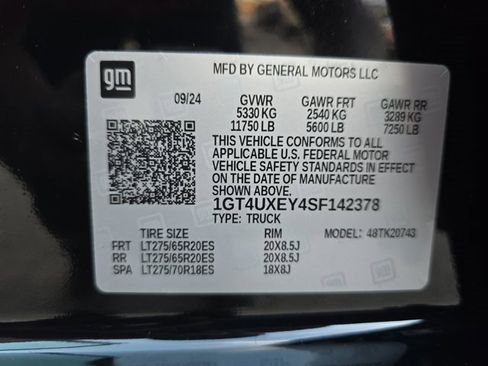 gm
MFD BY GENERAL MOTORS LLC
09/24 GVWR GAWR FRT GAWR RR
5330 KG 2540 KG 3289 KG
11750 LB 5600 LB 7250 LB
THIS VEHICLE CONFORMS TO ALL
APPLICABLE U.S. FEDERAL MOTOR
VEHICLE SAFETY STANDARDS IN EFFECT
ON THE DATE OF MANUFACTURE
SHOWN ABOVE.
1GT4UXEY4SF142378
TYPE: TRUCK
TIRE SIZE RIM MODEL: 48TK20743
FRT LT275/65R20ES 20X8.5J
RR LT275/65R20ES 20X8.5J
SPA LT275/70R18ES 18X8J